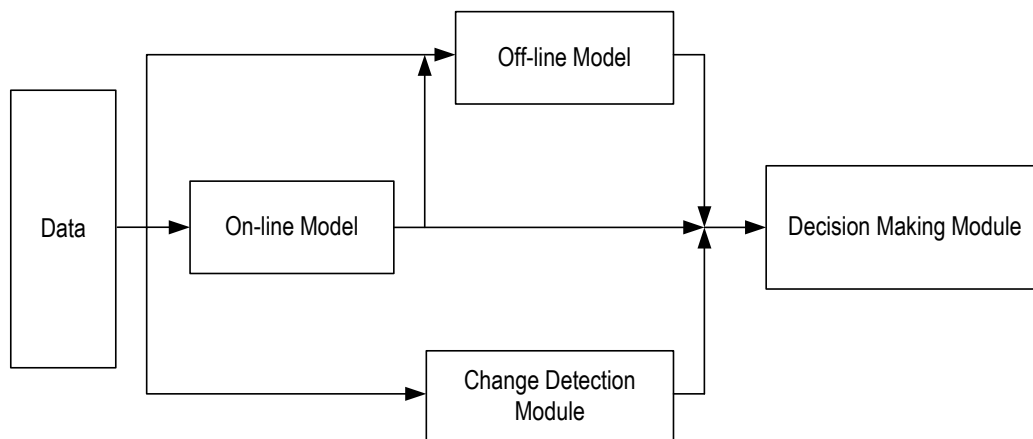 Off-line Model
Data
On-line Model
Decision Making Module
Change Detection
Module